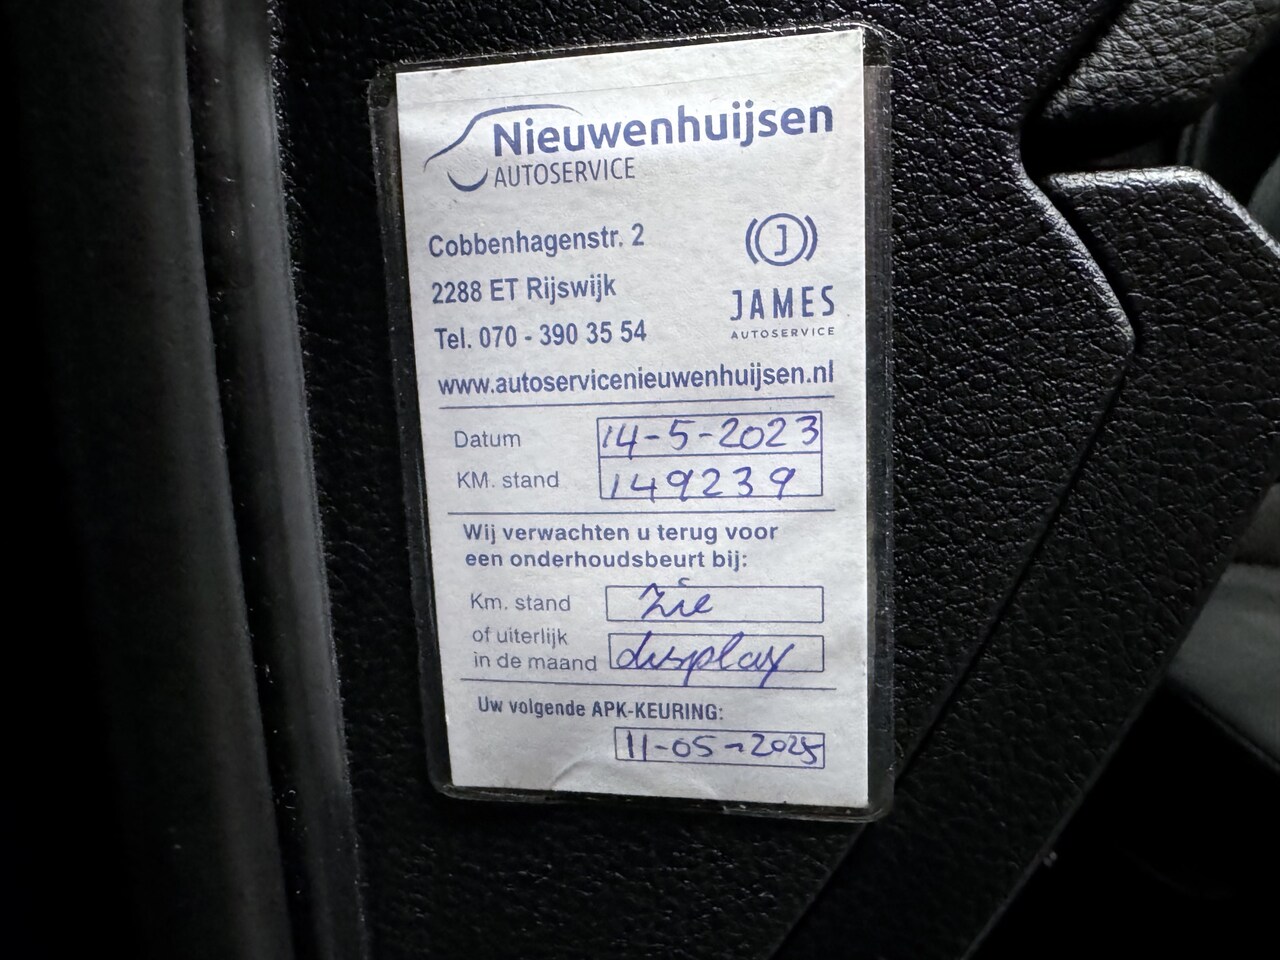 Nieuwenhuijsen
AUTOSERVICE
Cobbenhagenstr. 2
2288 ET Rijswijk
Tel. 070 - 390 35 54
J
JAMES
AUTOSERVICE
www.autoservicenieuwenhuijsen.nl
Datum 14-5-2023
KM. stand 149239
Wij verwachten u terug voor
een onderhoudsbeurt bij:
Km. stand zie
of uiterlijk
in de maand display
Uw volgende APK-KEURING:
11-05-2025